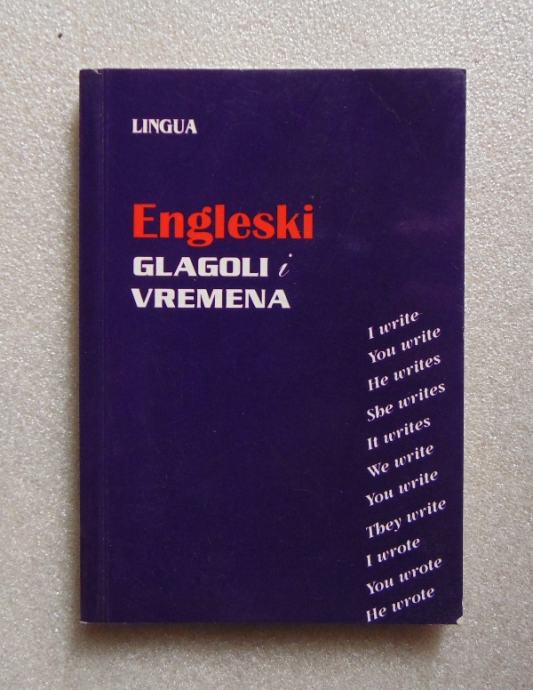 LINGUA
Engleski
GLAGOLI i
VREMENA
I write
You write
He writes
She writes
It writes
We write
You write
They write
I wrote
You wrote
He wrote